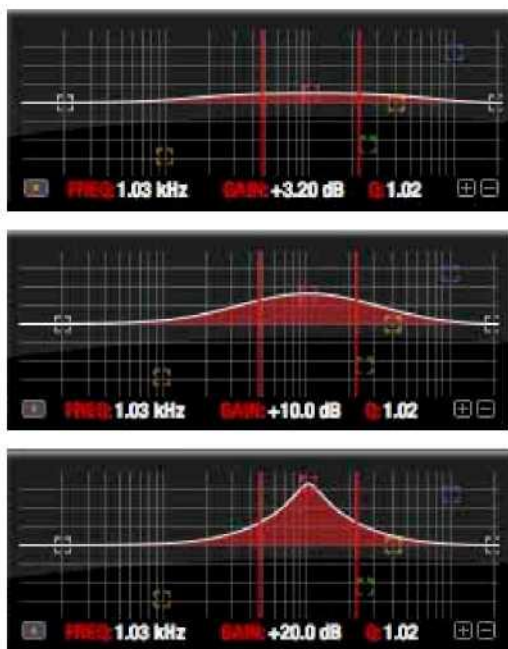 FREQ: 1.03 kHz GAIN: +3.20 dB Q: 1.02
FREQ: 1.03 kHz GAIN: +10.0 dB Q: 1.02
FREQ: 1.03 kHz GAIN: +20.0 dB Q: 1.02